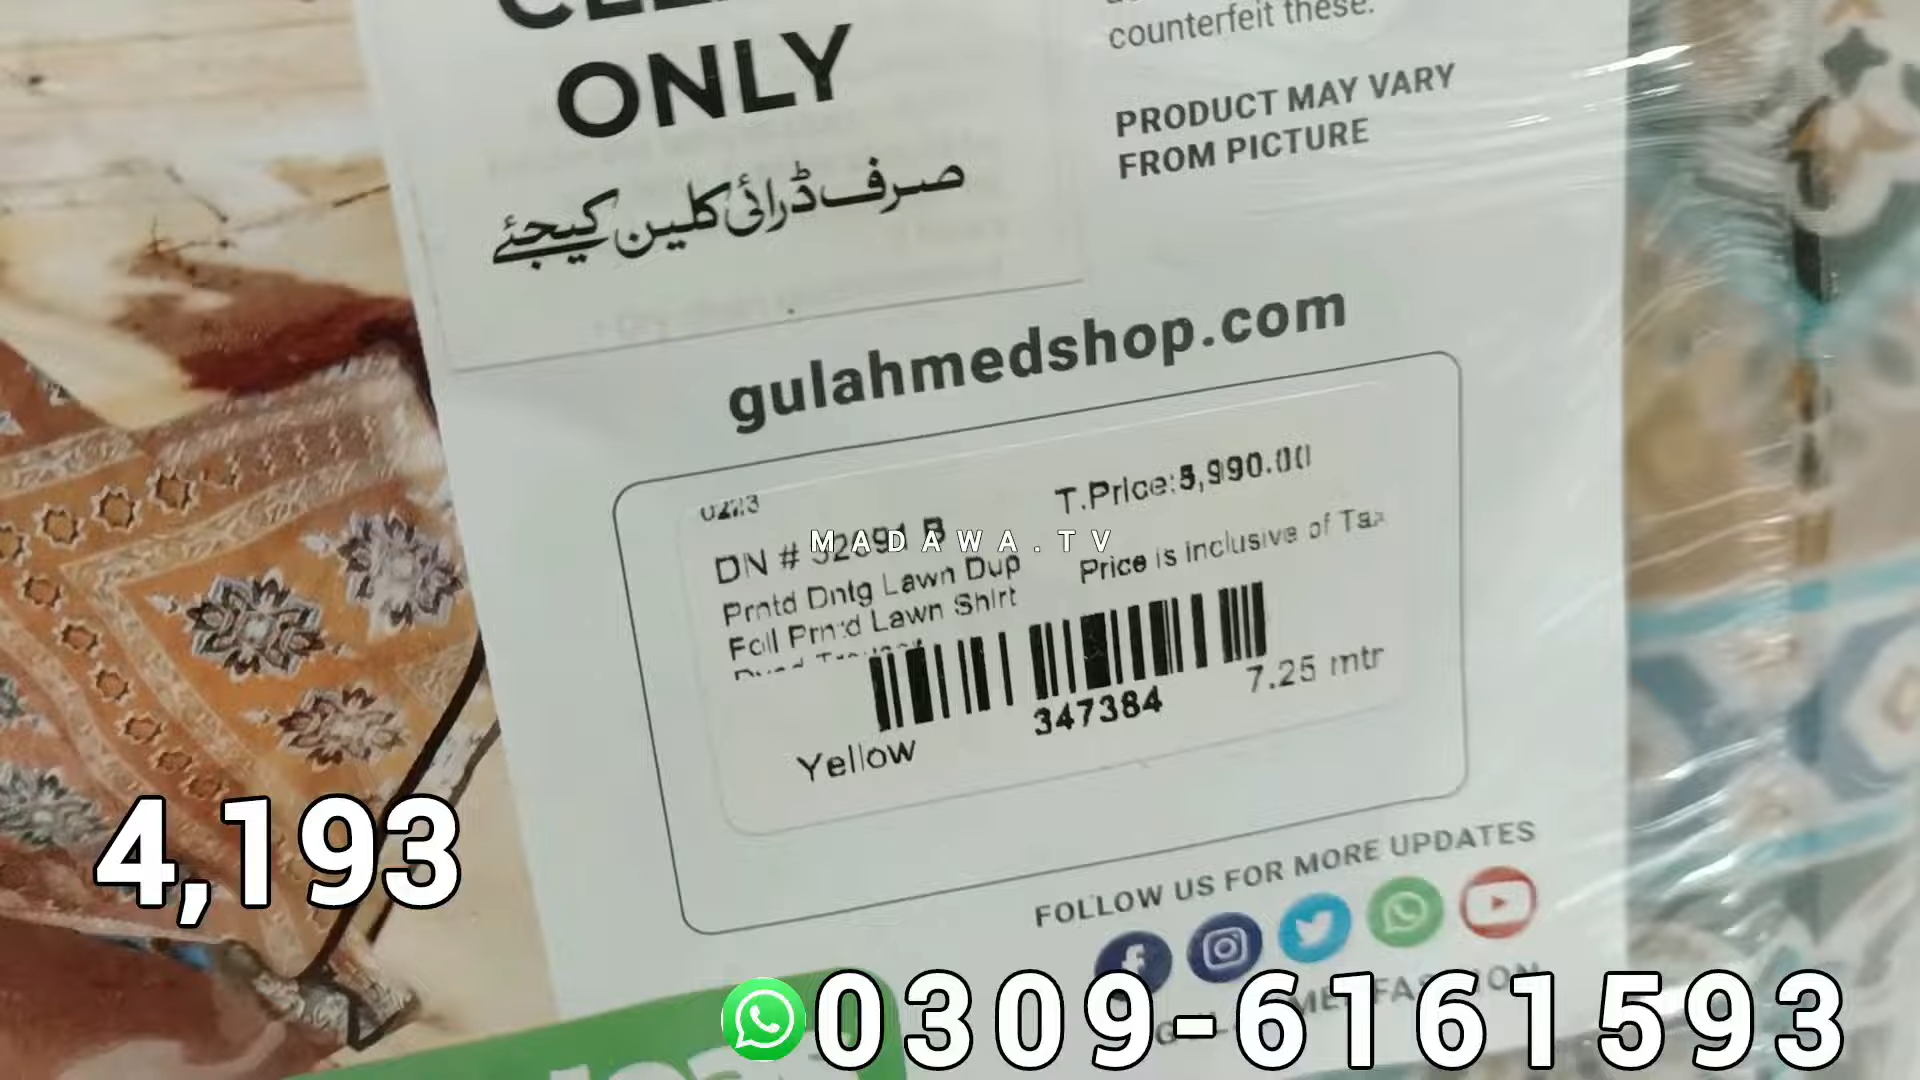 ONLY
صرف ڈرائی کلین کیجئے
counterfeit these.
PRODUCT MAY VARY
FROM PICTURE
gulahmedshop.com
T.Price:5,990.00
DN #
MADAWA.TV
Price is inclusive of Tax
Prntd Dnlg Lawn Dup
Foil Prntd Lawn Shirt
347384
7.25 mtr
Yellow
4,193
FOLLOW US FOR MORE UPDATES
0309-6161593